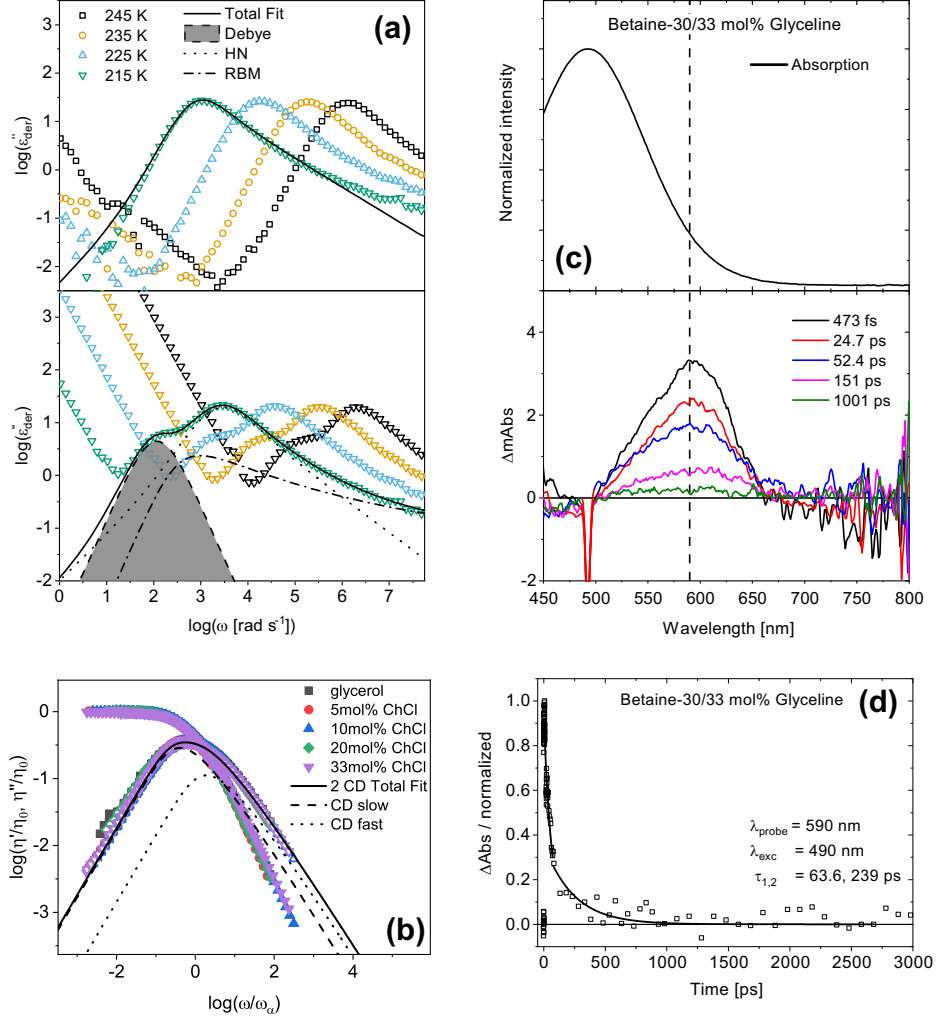 (a)
245 K
235 K
225 K
215 K
Total Fit
Debye
HN
RBM
log(ε''der)
3
2
1
0
-1
-2
log(ε''der)
3
2
1
0
-1
-2
0 1 2 3 4 5 6 7
log(ω [rad s⁻¹])
Betaine-30/33 mol% Glyceline
Absorption
Normalized intensity
(c)
473 fs
24.7 ps
52.4 ps
151 ps
1001 ps
ΔmAbs
4
2
0
-2
450 500 550 600 650 700 750 800
Wavelength [nm]
(b)
glycerol
5mol% ChCl
10mol% ChCl
20mol% ChCl
33mol% ChCl
2 CD Total Fit
CD slow
CD fast
log(η'/η₀, η''/η₀)
0
-1
-2
-3
-2 0 2 4
log(ω/ωα)
Betaine-30/33 mol% Glyceline
(d)
λprobe = 590 nm
λexc = 490 nm
τ1,2 = 63.6, 239 ps
ΔAbs / normalized
1.0
0.8
0.6
0.4
0.2
0.0
0 500 1000 1500 2000 2500 3000
Time [ps]